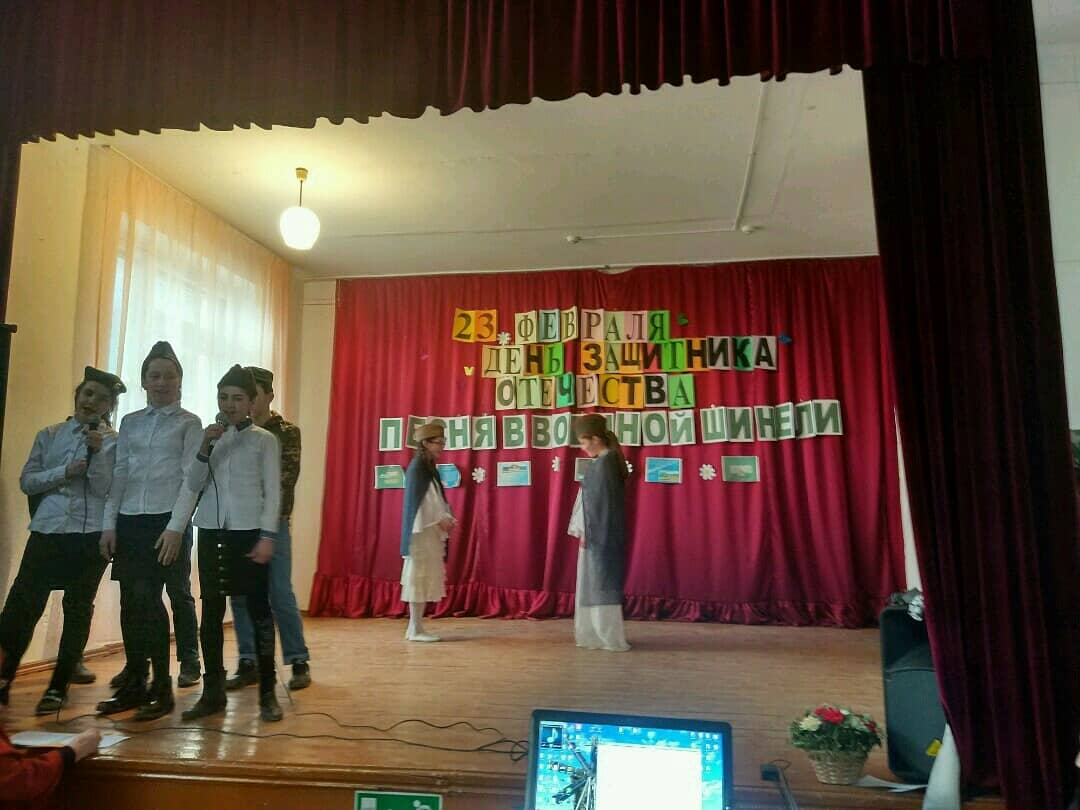 23 ФЕВРАЛЯ
ДЕНЬ ЗАЩИТНИКА
ОТЕЧЕСТВА
ПЕСНЯ В ВОЕННОЙ ШИНЕЛИ